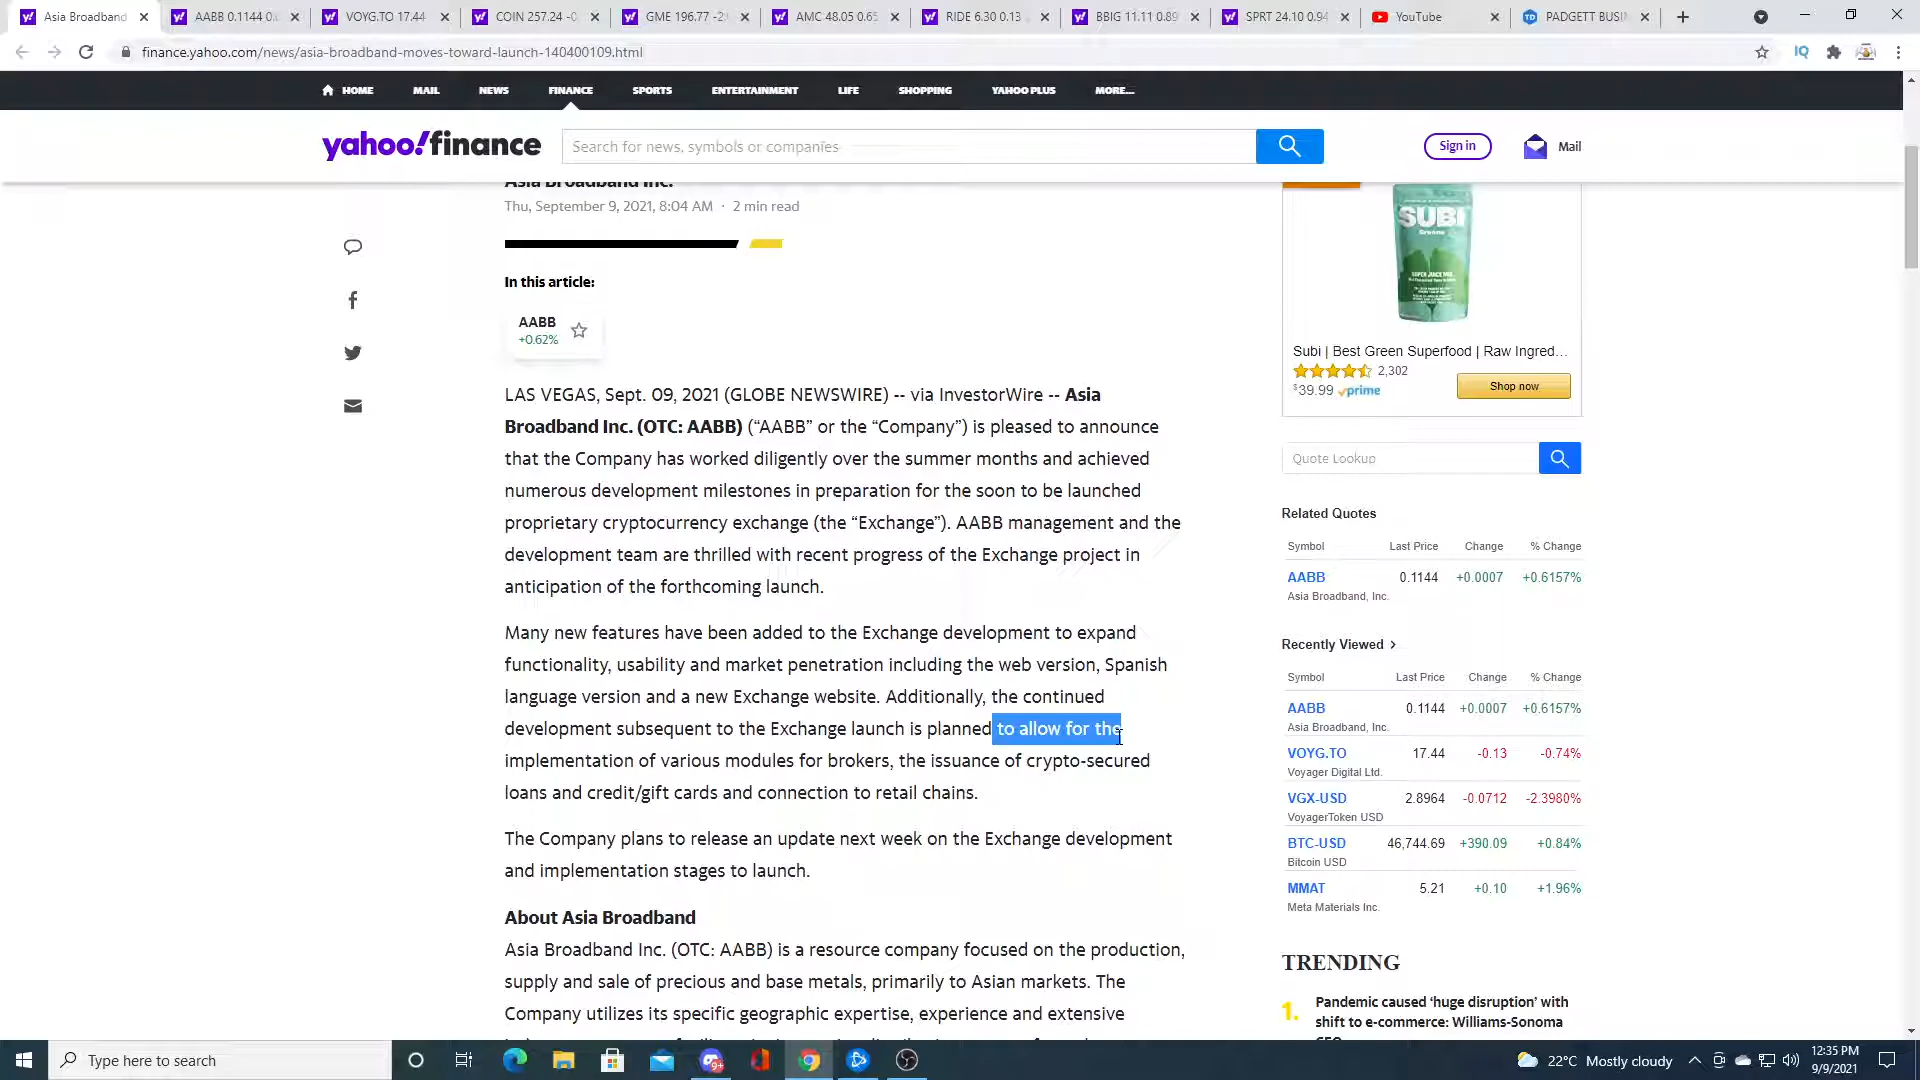 Asia Broadband
AABB 0.1144 0.
VOYG.TO 17.44
COIN 257.24 -0
GME 196.77 -2
AMC 48.05 0.65
RIDE 6.30 0.13
BBIG 11.11 0.89
SPRT 24.10 0.94
YouTube
PADGETT BUSI
finance.yahoo.com/news/asia-broadband-moves-toward-launch-140400109.html
IQ
HOME MAIL NEWS FINANCE SPORTS ENTERTAINMENT LIFE SHOPPING YAHOO PLUS MORE...
yahoo!finance
Search for news, symbols or companies
Sign in
Mail
Asia Broadband Inc.
Thu, September 9, 2021, 8:04 AM · 2 min read
In this article:
AABB
+0.62%
LAS VEGAS, Sept. 09, 2021 (GLOBE NEWSWIRE) -- via InvestorWire -- Asia
Broadband Inc. (OTC: AABB) (“AABB” or the “Company”) is pleased to announce
that the Company has worked diligently over the summer months and achieved
numerous development milestones in preparation for the soon to be launched
proprietary cryptocurrency exchange (the “Exchange”). AABB management and the
development team are thrilled with recent progress of the Exchange project in
anticipation of the forthcoming launch.
Many new features have been added to the Exchange development to expand
functionality, usability and market penetration including the web version, Spanish
language version and a new Exchange website. Additionally, the continued
development subsequent to the Exchange launch is planned to allow for the
implementation of various modules for brokers, the issuance of crypto-secured
loans and credit/gift cards and connection to retail chains.
The Company plans to release an update next week on the Exchange development
and implementation stages to launch.
About Asia Broadband
Asia Broadband Inc. (OTC: AABB) is a resource company focused on the production,
supply and sale of precious and base metals, primarily to Asian markets. The
Company utilizes its specific geographic expertise, experience and extensive
SUBI
Greens
SUPER JUICE MIX
Subi | Best Green Superfood | Raw Ingred...
2,302
$39.99 prime
Shop now
Quote Lookup
Related Quotes
Symbol Last Price Change % Change
AABB 0.1144 +0.0007 +0.6157%
Asia Broadband, Inc.
Recently Viewed >
Symbol Last Price Change % Change
AABB 0.1144 +0.0007 +0.6157%
Asia Broadband, Inc.
VOYG.TO 17.44 -0.13 -0.74%
Voyager Digital Ltd.
VGX-USD 2.8964 -0.0712 -2.3980%
VoyagerToken USD
BTC-USD 46,744.69 +390.09 +0.84%
Bitcoin USD
MMAT 5.21 +0.10 +1.96%
Meta Materials Inc.
TRENDING
1. Pandemic caused ‘huge disruption’ with
shift to e-commerce: Williams-Sonoma
CEO
Type here to search
9+
22°C Mostly cloudy
12:35 PM
9/9/2021